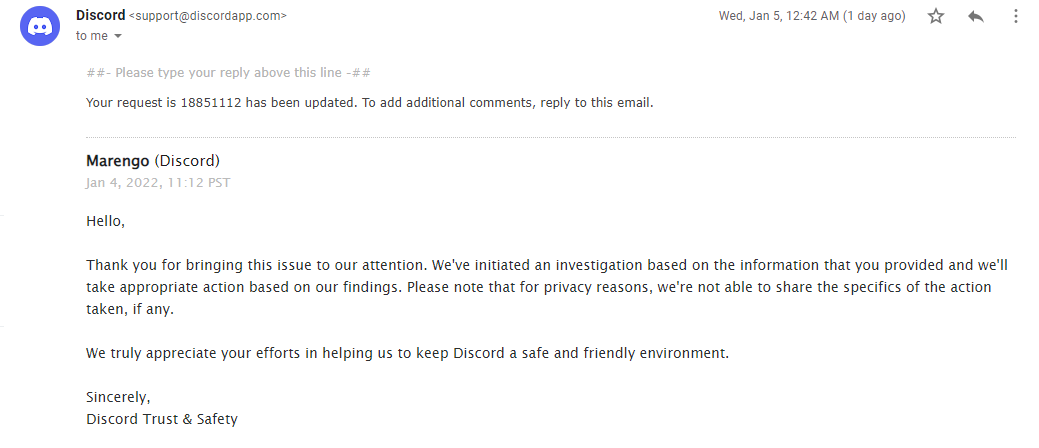 Discord <support@discordapp.com>
Wed, Jan 5, 12:42 AM (1 day ago)
to me
##- Please type your reply above this line -##
Your request is 18851112 has been updated. To add additional comments, reply to this email.
Marengo (Discord)
Jan 4, 2022, 11:12 PST
Hello,
Thank you for bringing this issue to our attention. We've initiated an investigation based on the information that you provided and we'll
take appropriate action based on our findings. Please note that for privacy reasons, we're not able to share the specifics of the action
taken, if any.
We truly appreciate your efforts in helping us to keep Discord a safe and friendly environment.
Sincerely,
Discord Trust & Safety